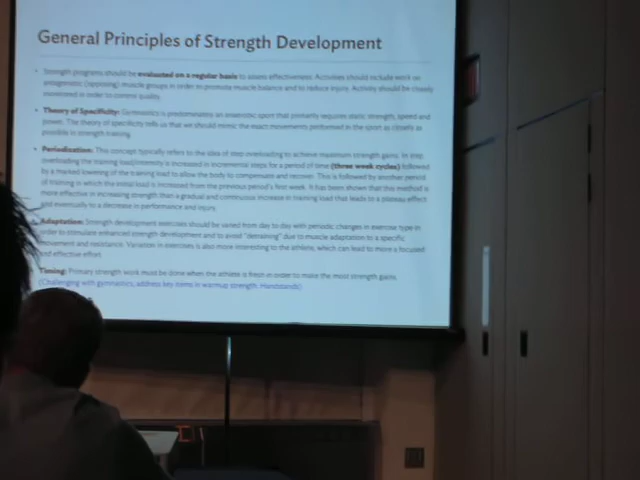 General Principles of Strength Development
Strength programs should be evaluated on a regular basis to assess effectiveness. Activities should include work on
antagonistic (opposing) muscle groups in order to promote muscle balance and to reduce injury. Activity should be closely
monitored in order to control quality.
Theory of Specificity: Gymnastics is predominately an anaerobic sport that primarily requires static strength, speed and
power. The theory of specificity tells us that we should mimic the exact movements performed in the sport as closely as
possible in strength training.
Periodization: This concept typically refers to the idea of step overloading to achieve maximum strength gains. In step
overloading the training load/intensity is increased in incremental steps for a period of time (three week cycles) followed
by a marked lowering of the training load to allow the body to compensate and recover. This is followed by another period
of training in which the initial load is increased from the previous period's first week. It has been shown that this method is
more effective in increasing strength than a gradual and continuous increase in training load that leads to a plateau effect
and eventually to a decrease in performance and injury.
Adaptation: Strength development exercises should be varied from day to day with periodic changes in exercise type in
order to stimulate enhanced strength development and to avoid "detraining" due to muscle adaptation to a specific
movement and resistance. Variation in exercises is also more interesting to the athlete, which can lead to a more focused
and effective effort.
Timing: Primary strength work must be done when the athlete is fresh in order to make the most strength gains.
(Challenging with gymnastics, address key items in warmup strength: Handstands)